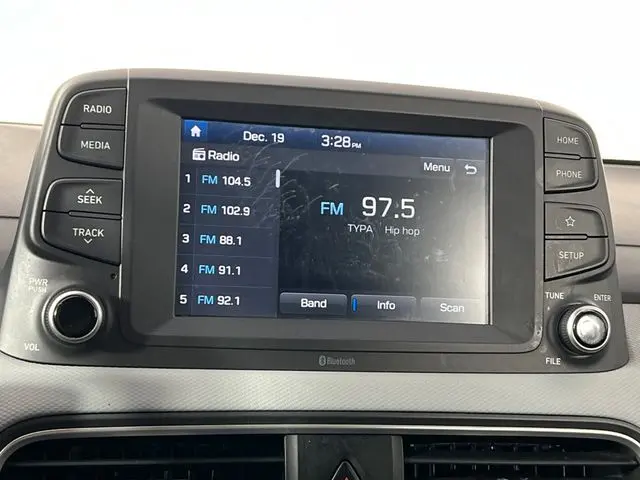 RADIO
MEDIA
SEEK
TRACK
PWR
PUSH
VOL
Dec. 19 3:28 PM
Radio
Menu
1 FM 104.5
2 FM 102.9
3 FM 88.1
4 FM 91.1
5 FM 92.1
FM 97.5
TYPA Hip hop
Band Info Scan
HOME
PHONE
SETUP
TUNE ENTER
FILE
Bluetooth